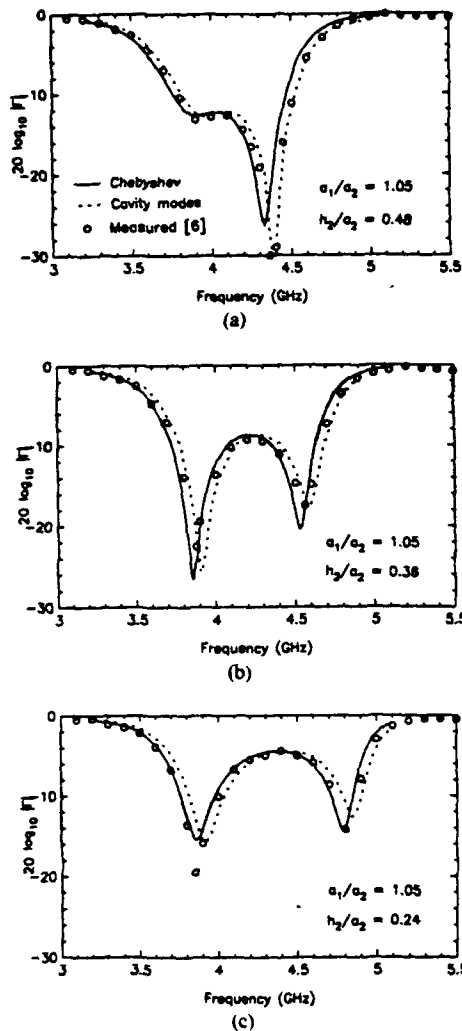 0
-10
-20
-30
20 log₁₀ |Γ|
Chebyshev
Cavity modes
Measured [6]
a₁/a₂ = 1.05
h₂/a₂ = 0.48
3 3.5 4 4.5 5 5.5
Frequency (GHz)
(a)
0
-10
-20
-30
20 log₁₀ |Γ|
a₁/a₂ = 1.05
h₂/a₂ = 0.36
3 3.5 4 4.5 5 5.5
Frequency (GHz)
(b)
0
-10
-20
-30
20 log₁₀ |Γ|
a₁/a₂ = 1.05
h₂/a₂ = 0.24
3 3.5 4 4.5 5 5.5
Frequency (GHz)
(c)